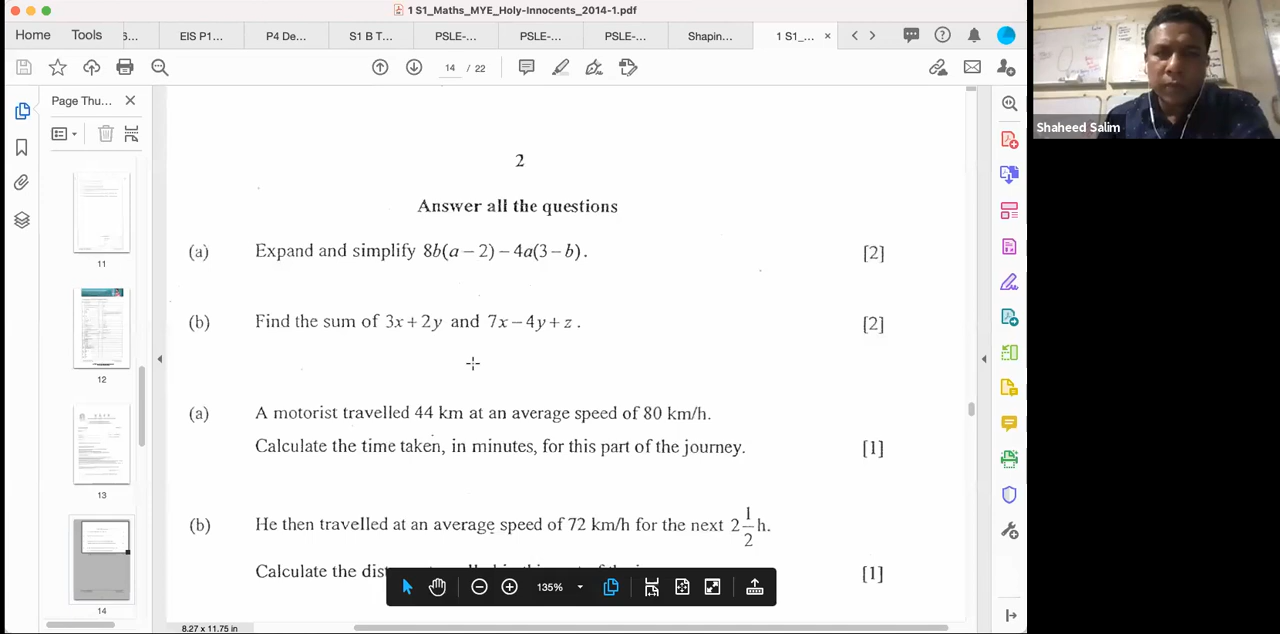 1 S1_Maths_MYE_Holy-Innocents_2014-1.pdf
Home Tools S... EIS P1... P4 De... S1 B T... PSLE-... PSLE-... PSLE-... Shapin... 1 S1_... ×
14 22
Page Thu...
11
12
13
14
8.27 x 11.75 in
2
Answer all the questions
(a) Expand and simplify 8b(a − 2) − 4a(3 − b). [2]
(b) Find the sum of 3x + 2y and 7x − 4y + z. [2]
(a) A motorist travelled 44 km at an average speed of 80 km/h.
Calculate the time taken, in minutes, for this part of the journey. [1]
(b) He then travelled at an average speed of 72 km/h for the next 2 1/2 h.
Calculate the [1]
135%
Shaheed Salim